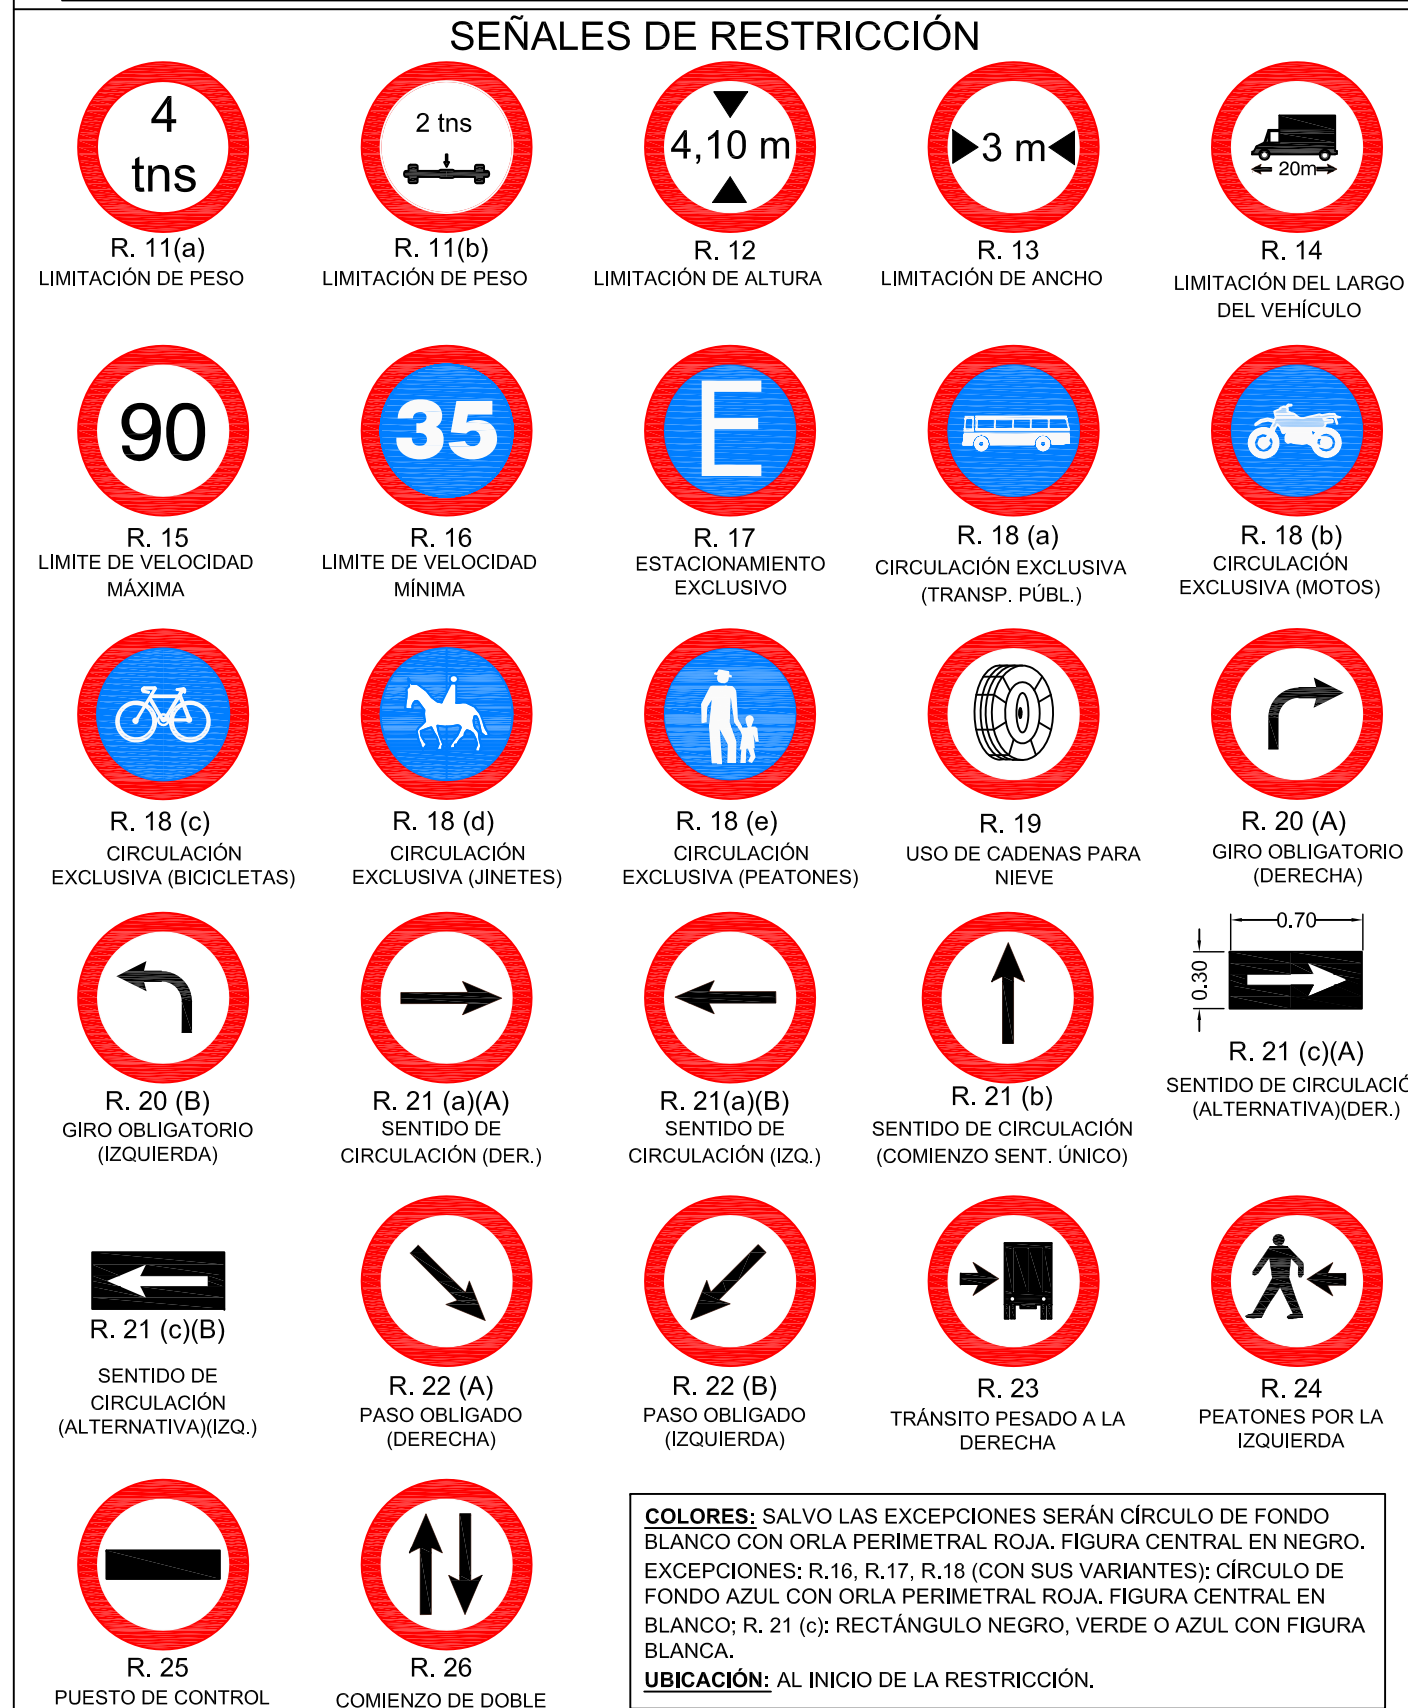 SEÑALES DE RESTRICCIÓN
4
tns
R. 11(a)
LIMITACIÓN DE PESO
2 tns
R. 11(b)
LIMITACIÓN DE PESO
4,10 m
R. 12
LIMITACIÓN DE ALTURA
3 m
R. 13
LIMITACIÓN DE ANCHO
20m
R. 14
LIMITACIÓN DEL LARGO
DEL VEHÍCULO
90
R. 15
LIMITE DE VELOCIDAD
MÁXIMA
35
R. 16
LIMITE DE VELOCIDAD
MÍNIMA
E
R. 17
ESTACIONAMIENTO
EXCLUSIVO
R. 18 (a)
CIRCULACIÓN EXCLUSIVA
(TRANSP. PÚBL.)
R. 18 (b)
CIRCULACIÓN
EXCLUSIVA (MOTOS)
R. 18 (c)
CIRCULACIÓN
EXCLUSIVA (BICICLETAS)
R. 18 (d)
CIRCULACIÓN
EXCLUSIVA (JINETES)
R. 18 (e)
CIRCULACIÓN
EXCLUSIVA (PEATONES)
R. 19
USO DE CADENAS PARA
NIEVE
R. 20 (A)
GIRO OBLIGATORIO
(DERECHA)
R. 20 (B)
GIRO OBLIGATORIO
(IZQUIERDA)
R. 21 (a)(A)
SENTIDO DE
CIRCULACIÓN (DER.)
R. 21(a)(B)
SENTIDO DE
CIRCULACIÓN (IZQ.)
R. 21 (b)
SENTIDO DE CIRCULACIÓN
(COMIENZO SENT. ÚNICO)
0.70
0.30
R. 21 (c)(A)
SENTIDO DE CIRCULACIÓ
(ALTERNATIVA)(DER.)
R. 21 (c)(B)
SENTIDO DE
CIRCULACIÓN
(ALTERNATIVA)(IZQ.)
R. 22 (A)
PASO OBLIGADO
(DERECHA)
R. 22 (B)
PASO OBLIGADO
(IZQUIERDA)
R. 23
TRÁNSITO PESADO A LA
DERECHA
R. 24
PEATONES POR LA
IZQUIERDA
R. 25
PUESTO DE CONTROL
R. 26
COMIENZO DE DOBLE
COLORES: SALVO LAS EXCEPCIONES SERÁN CÍRCULO DE FONDO
BLANCO CON ORLA PERIMETRAL ROJA. FIGURA CENTRAL EN NEGRO.
EXCEPCIONES: R.16, R.17, R.18 (CON SUS VARIANTES): CÍRCULO DE
FONDO AZUL CON ORLA PERIMETRAL ROJA. FIGURA CENTRAL EN
BLANCO; R. 21 (c): RECTÁNGULO NEGRO, VERDE O AZUL CON FIGURA
BLANCA.
UBICACIÓN: AL INICIO DE LA RESTRICCIÓN.